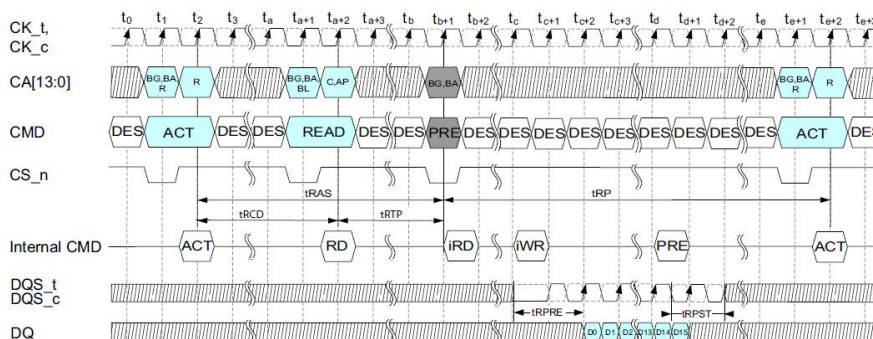 t0 t1 t2 t3 ta ta+1 ta+2 ta+3 tb tb+1 tb+2 tc tc+1 tc+2 tc+3 td td+1 td+2 te te+1 te+2 te+3
CK_t,
CK_c
CA[13:0] BG,BA R R BG,BA BL C,AP BG,BA BG,BA R R
CMD DES ACT DES DES READ DES DES PRE DES DES DES DES DES DES DES DES DES ACT DES
CS_n
tRAS tRP
tRCD tRTP
Internal CMD ACT RD iRD iWR PRE ACT
DQS_t
DQS_c
tRPRE tRPST
DQ D0 D1 D2 D13 D14 D15